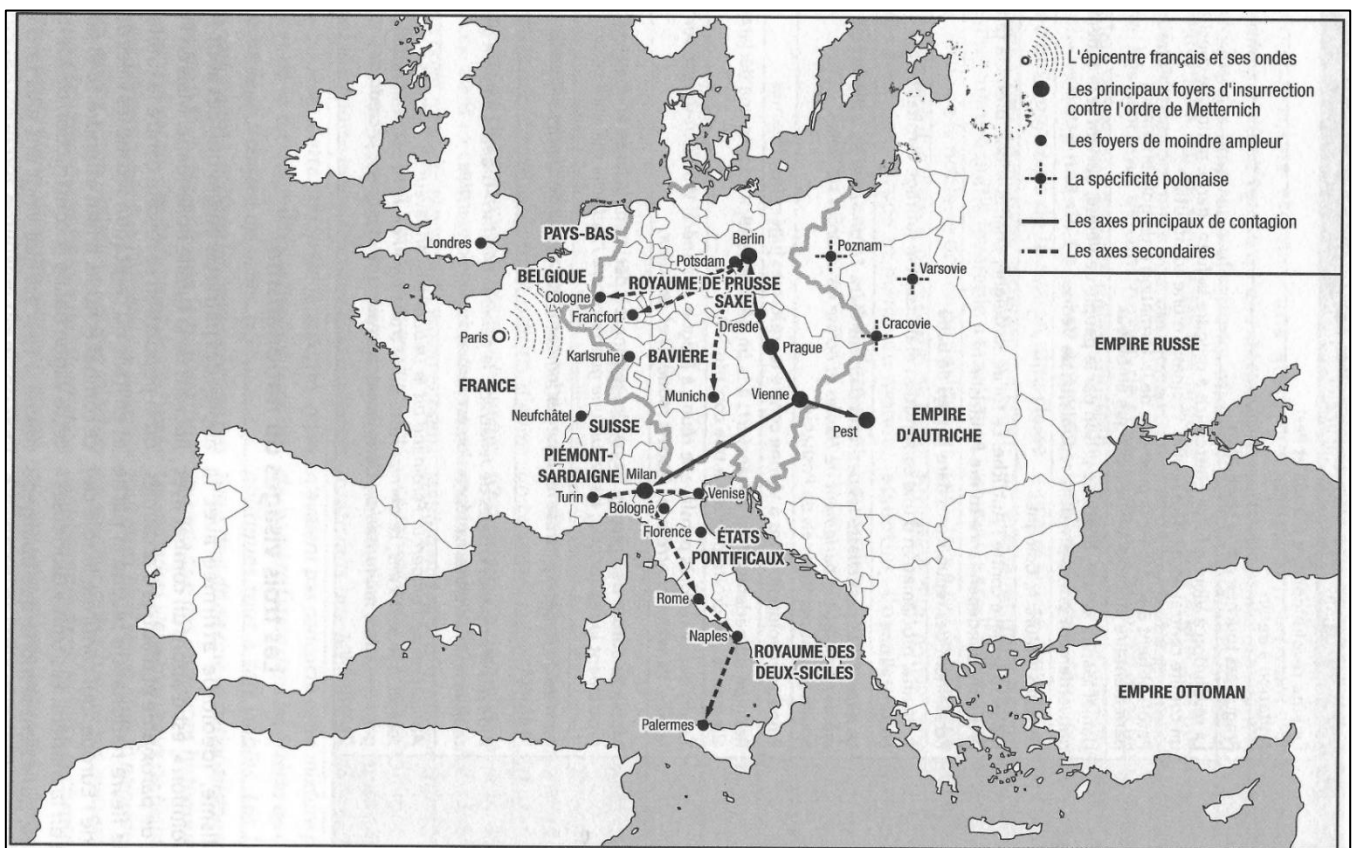 L'épicentre français et ses ondes
Les principaux foyers d'insurrection
contre l'ordre de Metternich
Les foyers de moindre ampleur
La spécificité polonaise
Les axes principaux de contagion
Les axes secondaires
Londres
PAYS-BAS
Berlin
Potsdam
Poznam
Varsovie
BELGIQUE
Cologne
ROYAUME DE PRUSSE
SAXE
Francfort
Dresde
Cracovie
Paris
Prague
EMPIRE RUSSE
Karlsruhe
BAVIÈRE
FRANCE
Munich
Vienne
Neufchâtel
SUISSE
Pest
EMPIRE
D'AUTRICHE
PIÉMONT-
SARDAIGNE
Milan
Turin
Venise
Bologne
Florence
ÉTATS
PONTIFICAUX
Rome
Naples
ROYAUME DES
DEUX-SICILES
EMPIRE OTTOMAN
Palermes